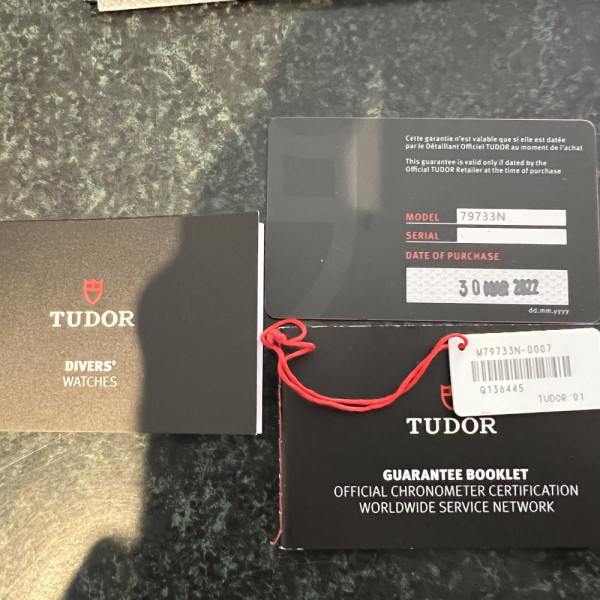 Cette garantie n'est valable que si elle est datée
par le Détaillant Officiel TUDOR au moment de l'achat
This guarantee is valid only if dated by the
Official TUDOR Retailer at the time of purchase
MODEL 79733N
SERIAL
DATE OF PURCHASE
30 MAR 2022
dd.mm.yyyy
TUDOR
DIVERS'
WATCHES
M79733N-0007
Q136445
TUDOR 01
TUDOR
GUARANTEE BOOKLET
OFFICIAL CHRONOMETER CERTIFICATION
WORLDWIDE SERVICE NETWORK